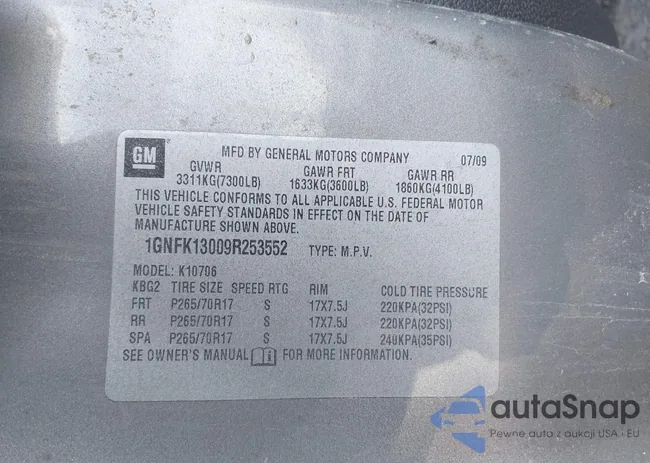 GM
MFD BY GENERAL MOTORS COMPANY 07/09
GVWR GAWR FRT GAWR RR
3311KG(7300LB) 1633KG(3600LB) 1860KG(4100LB)
THIS VEHICLE CONFORMS TO ALL APPLICABLE U.S. FEDERAL MOTOR
VEHICLE SAFETY STANDARDS IN EFFECT ON THE DATE OF
MANUFACTURE SHOWN ABOVE.
1GNFK13009R253552 TYPE: M.P.V.
MODEL: K10706
KBG2 TIRE SIZE SPEED RTG RIM COLD TIRE PRESSURE
FRT P265/70R17 S 17X7.5J 220KPA(32PSI)
RR P265/70R17 S 17X7.5J 220KPA(32PSI)
SPA P265/70R17 S 17X7.5J 240KPA(35PSI)
SEE OWNER'S MANUAL FOR MORE INFORMATION.
autaSnap
Pewne auta z aukcji USA i EU